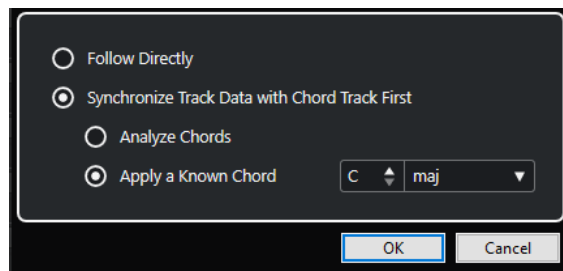 Follow Directly
Synchronize Track Data with Chord Track First
Analyze Chords
Apply a Known Chord C maj
OK Cancel